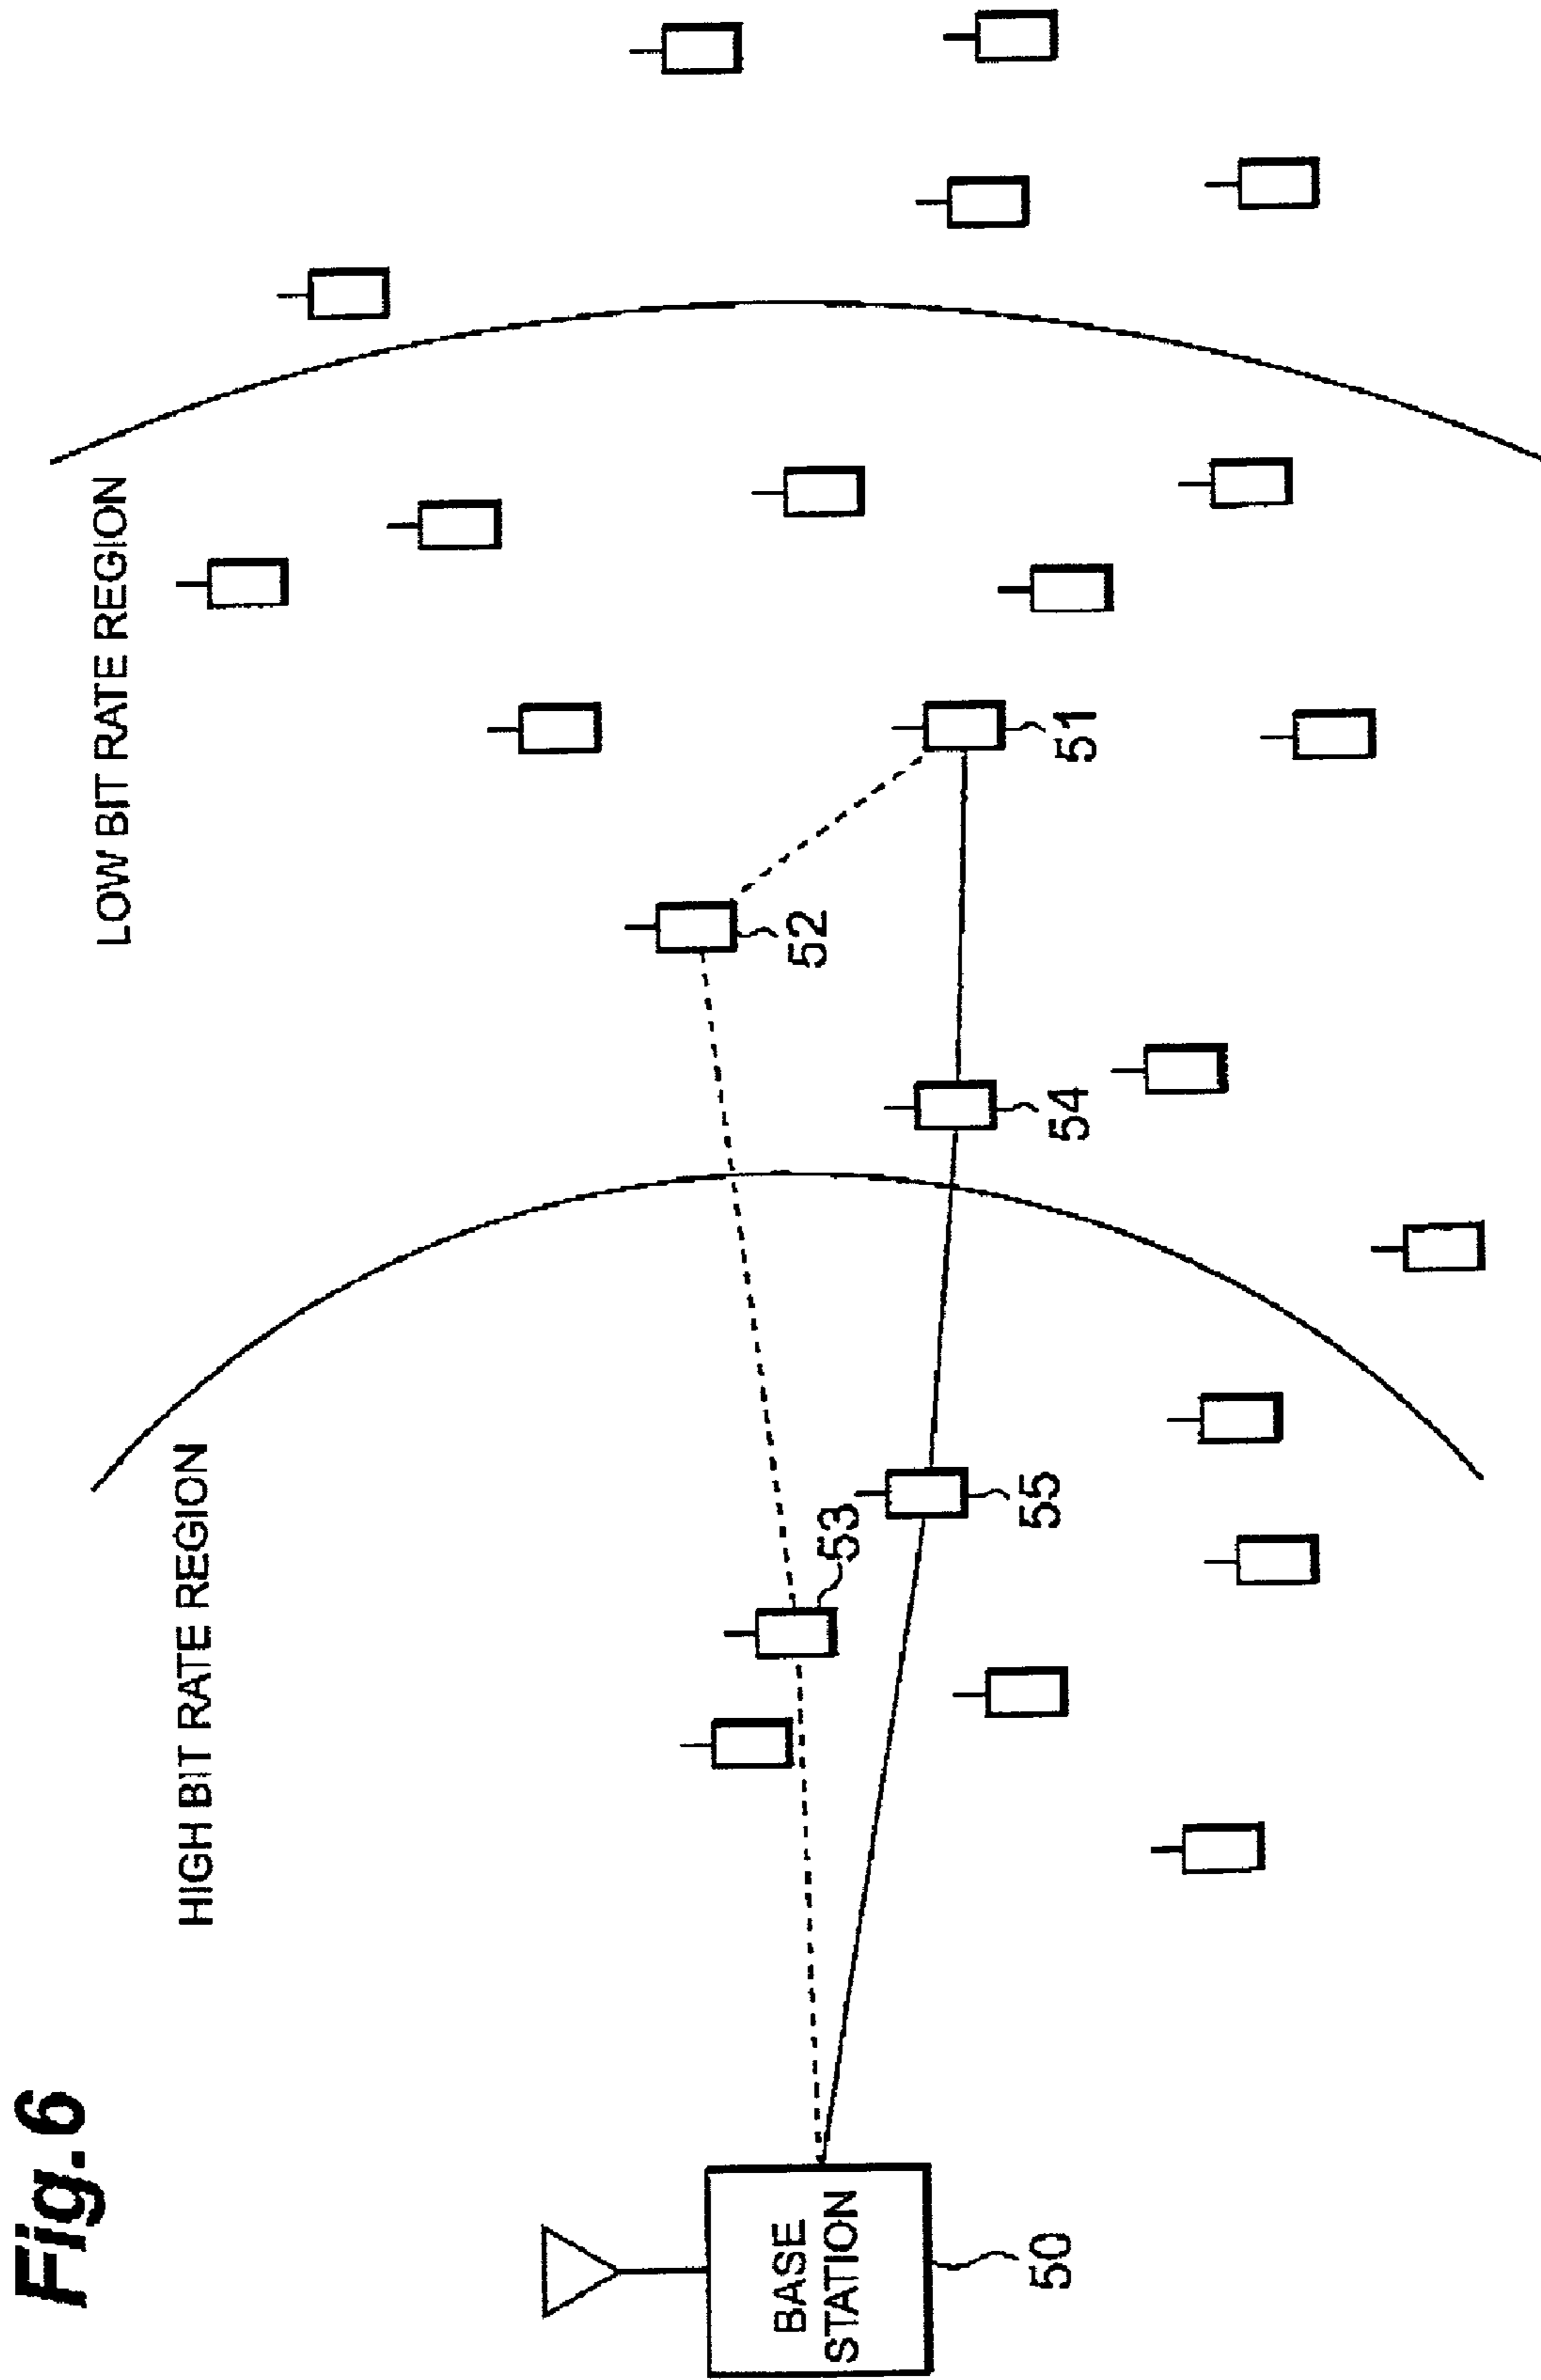 Fig.6
HIGH BIT RATE REGION
LOW BIT RATE REGION
52
53
51
54
55
BASE
STATION
50